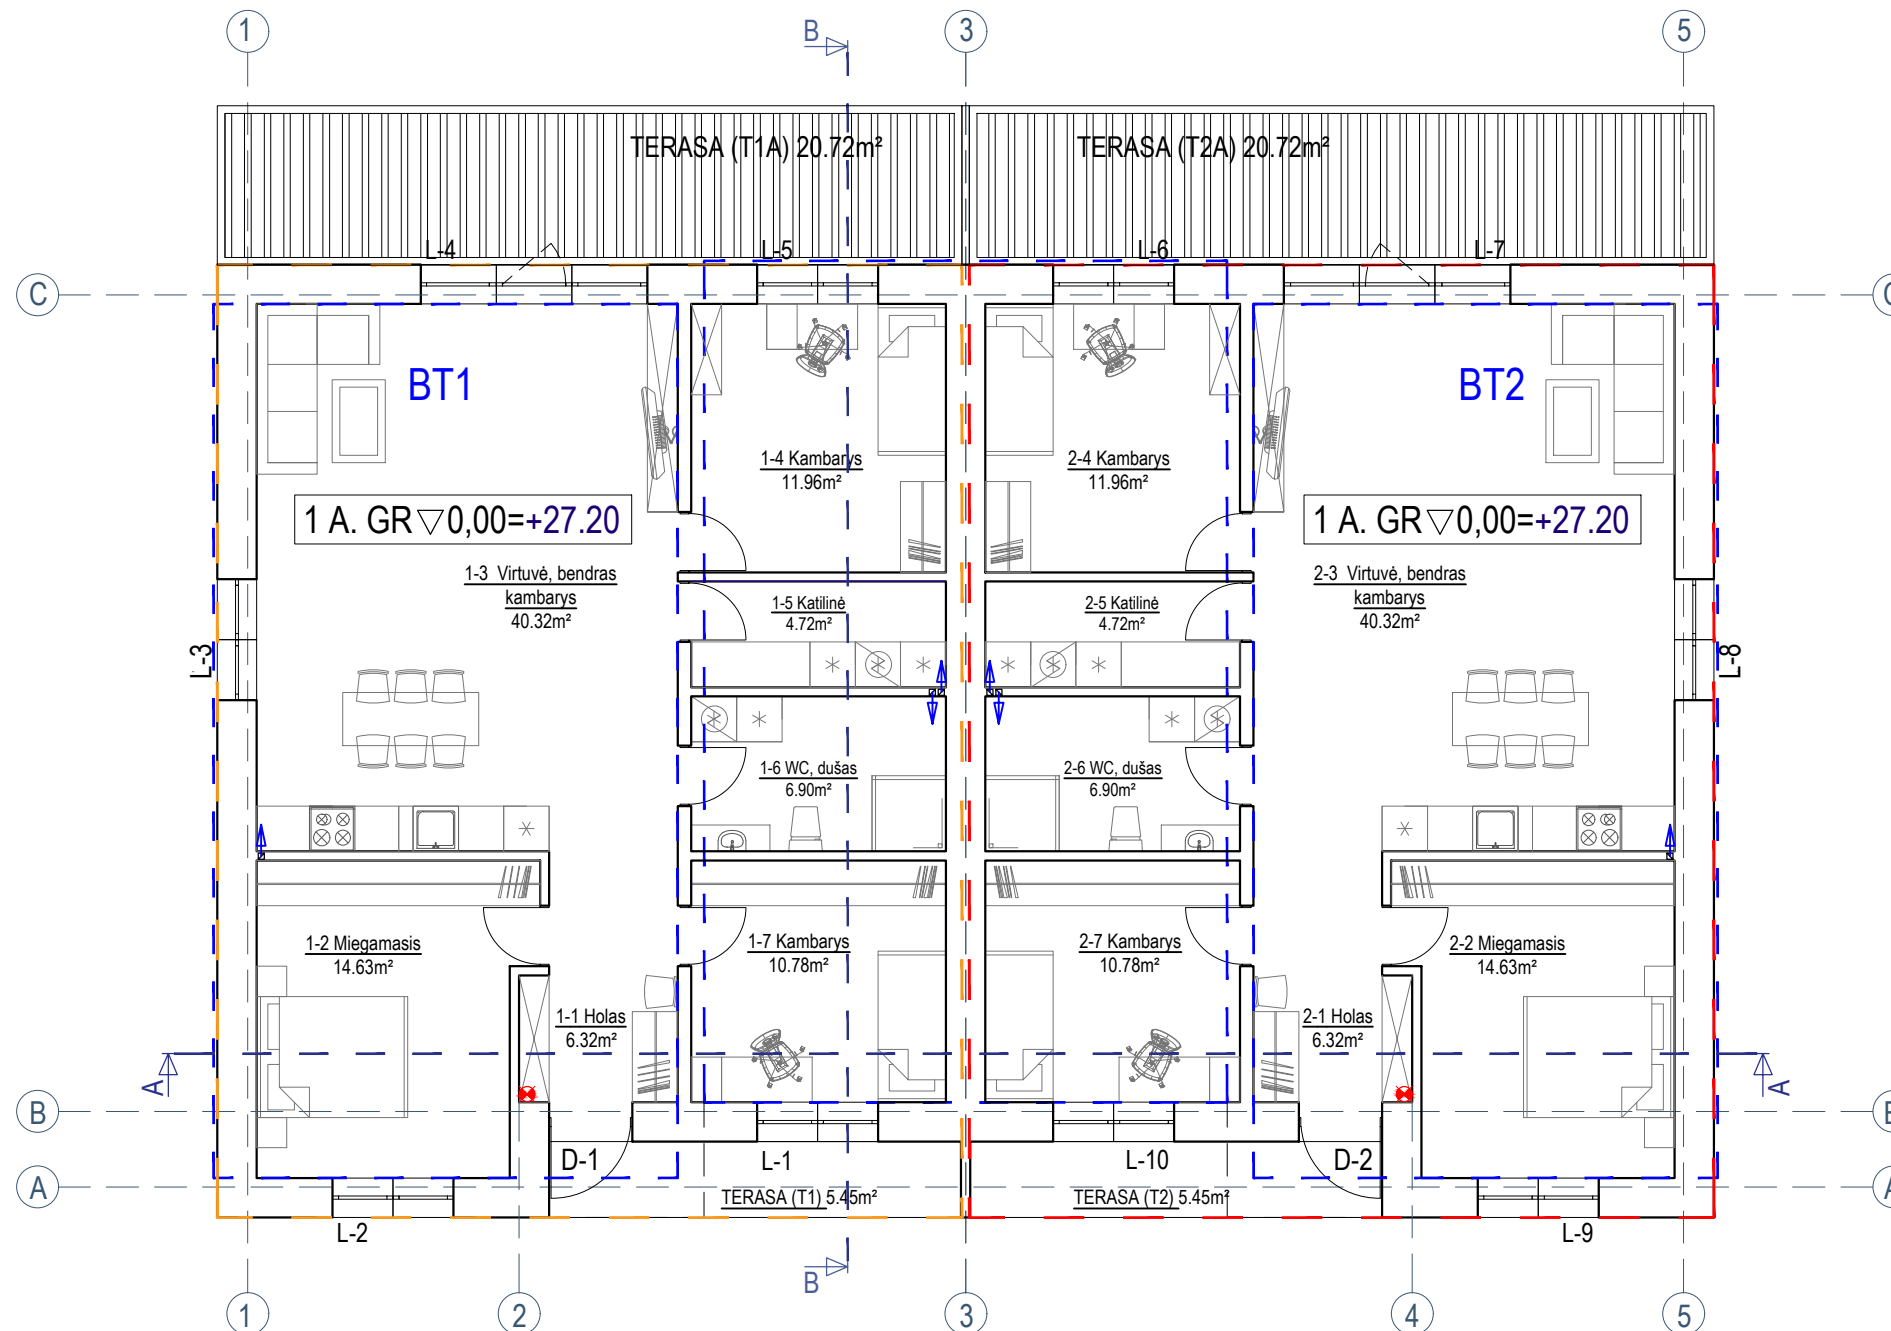 1
B
3
5
TERASA (T1A) 20.72m²
TERASA (T2A) 20.72m²
L-4
L-5
L-6
L-7
C
BT1
BT2
1-4 Kambarys
11.96m²
2-4 Kambarys
11.96m²
1 A. GR ▽0,00=+27.20
1 A. GR ▽0,00=+27.20
1-3 Virtuvė, bendras
kambarys
40.32m²
2-3 Virtuvė, bendras
kambarys
40.32m²
1-5 Katilinė
4.72m²
2-5 Katilinė
4.72m²
L-3
L-8
1-6 WC, dušas
6.90m²
2-6 WC, dušas
6.90m²
1-2 Miegamasis
14.63m²
1-7 Kambarys
10.78m²
2-7 Kambarys
10.78m²
2-2 Miegamasis
14.63m²
1-1 Holas
6.32m²
2-1 Holas
6.32m²
A
A
B
D-1
L-1
L-10
D-2
A
TERASA (T1) 5.45m²
TERASA (T2) 5.45m²
L-2
L-9
B
1
2
3
4
5